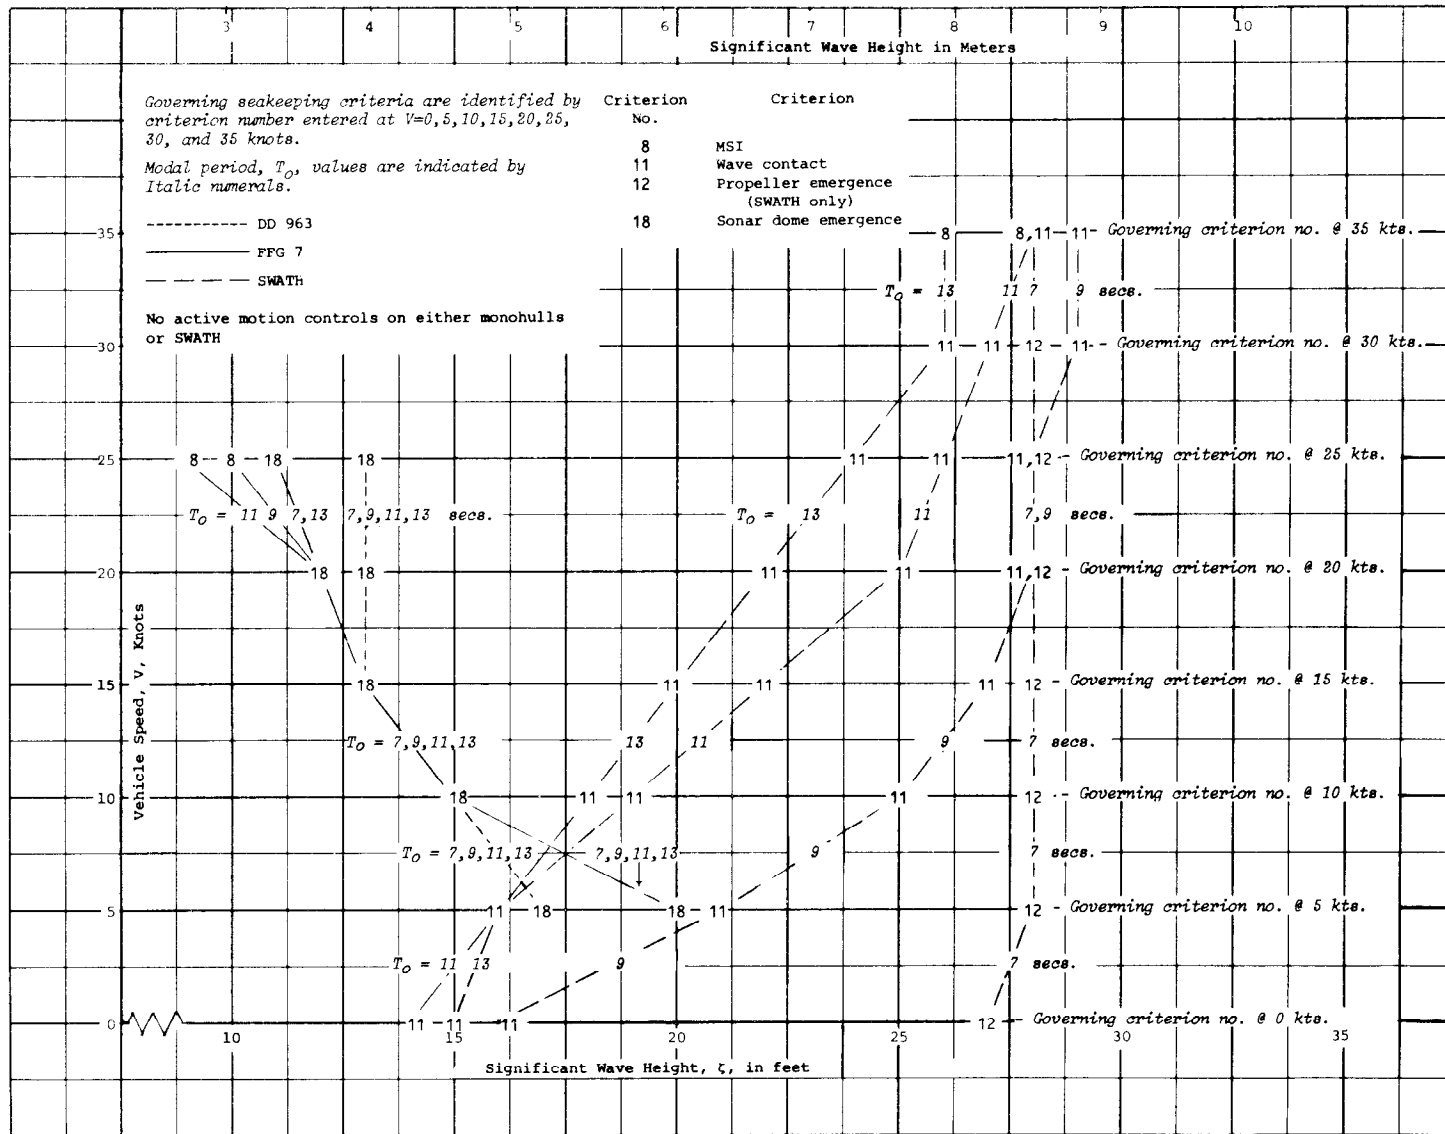 3 4 5 6 7 8 9 10
Significant Wave Height in Meters
Governing seakeeping criteria are identified by
criterion number entered at V=0,5,10,15,20,25,
30, and 35 knots.
Modal period, To, values are indicated by
Italic numerals.
---------- DD 963
———— FFG 7
— — — — SWATH
No active motion controls on either monohulls
or SWATH
Criterion No. Criterion
8 MSI
11 Wave contact
12 Propeller emergence
(SWATH only)
18 Sonar dome emergence
35 8 8,11 11 - Governing criterion no. @ 35 kts.
To = 13 11 7 9 secs.
30 11 11 12 11 - Governing criterion no. @ 30 kts.
25 8 8 18 18 11 11 11,12 - Governing criterion no. @ 25 kts.
To = 11 9 7,13 7,9,11,13 secs. To = 13 11 7,9 secs.
20 18 18 11 11 11,12 - Governing criterion no. @ 20 kts.
Vehicle Speed, V, Knots
15 18 11 11 11 12 - Governing criterion no. @ 15 kts.
To = 7,9,11,13 13 11 9 7 secs.
10 18 11 11 11 12 - Governing criterion no. @ 10 kts.
To = 7,9,11,13 7,9,11,13 9 7 secs.
5 11 18 18 11 12 - Governing criterion no. @ 5 kts.
To = 11 13 9 7 secs.
0 11 11 11 12 - Governing criterion no. @ 0 kts.
10 15 20 25 30 35
Significant Wave Height, ζ, in feet